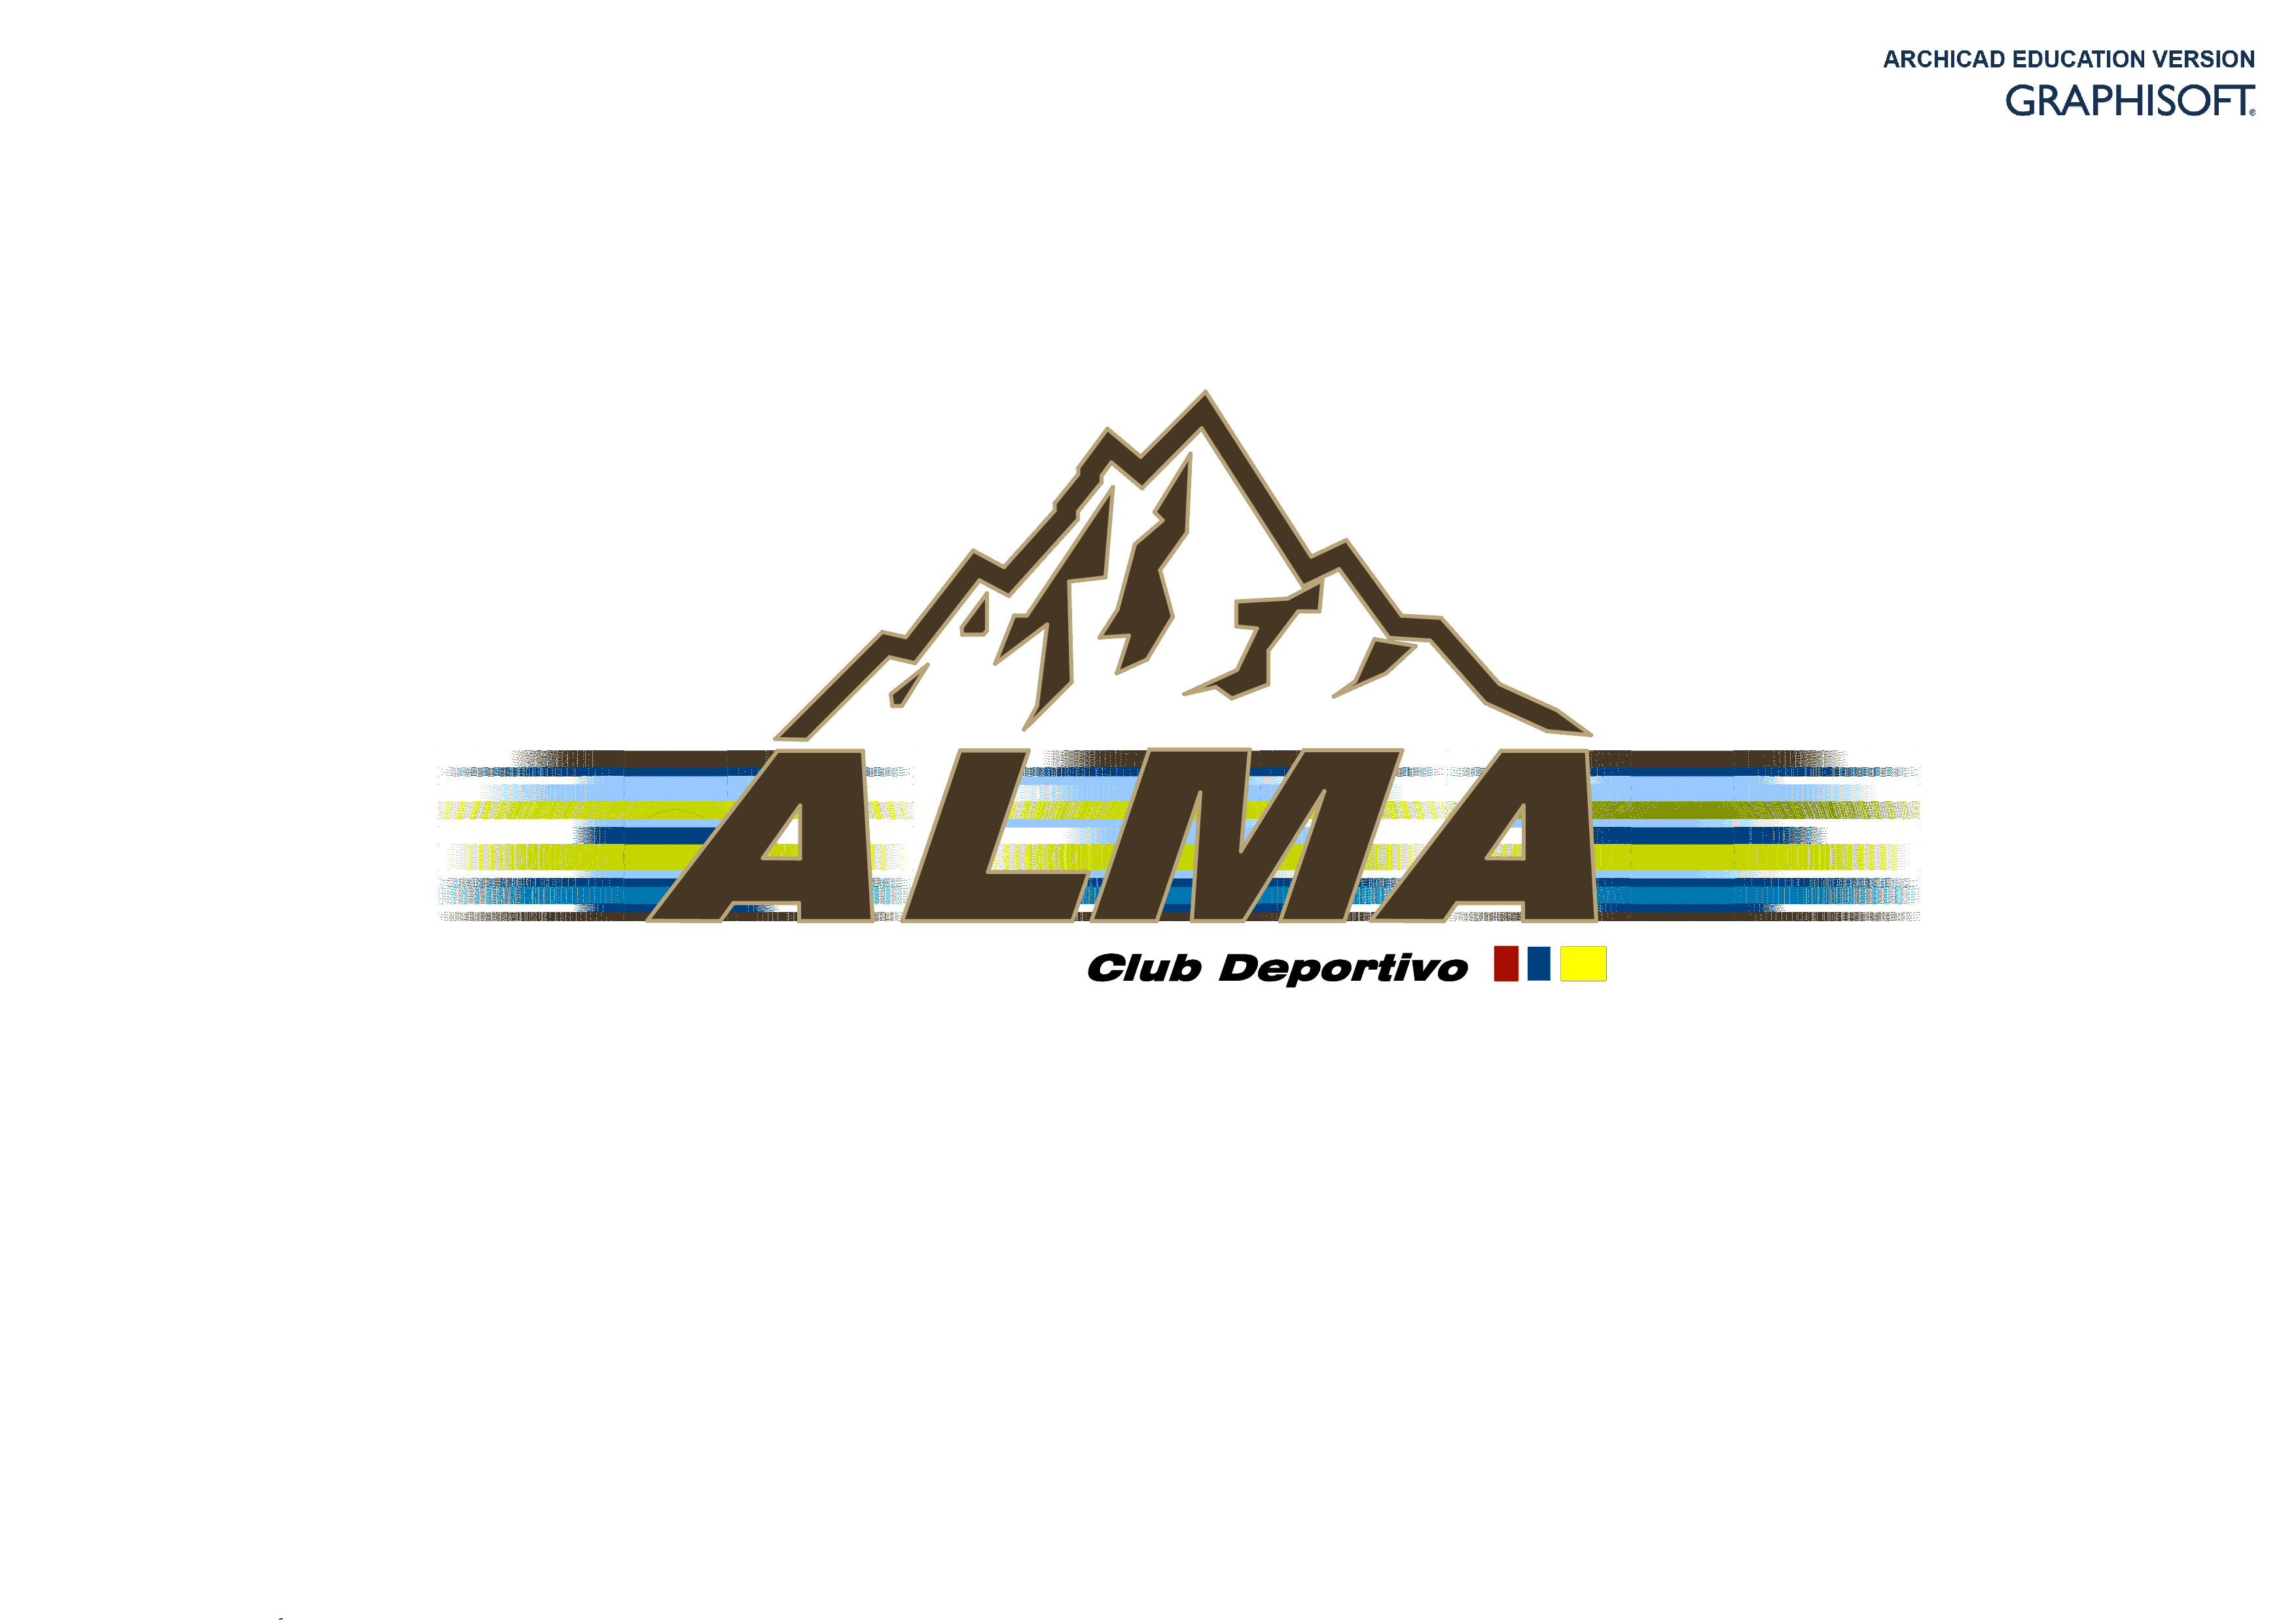 ARCHICAD EDUCATION VERSION
GRAPHISOFT®
ALMA
Club Deportivo